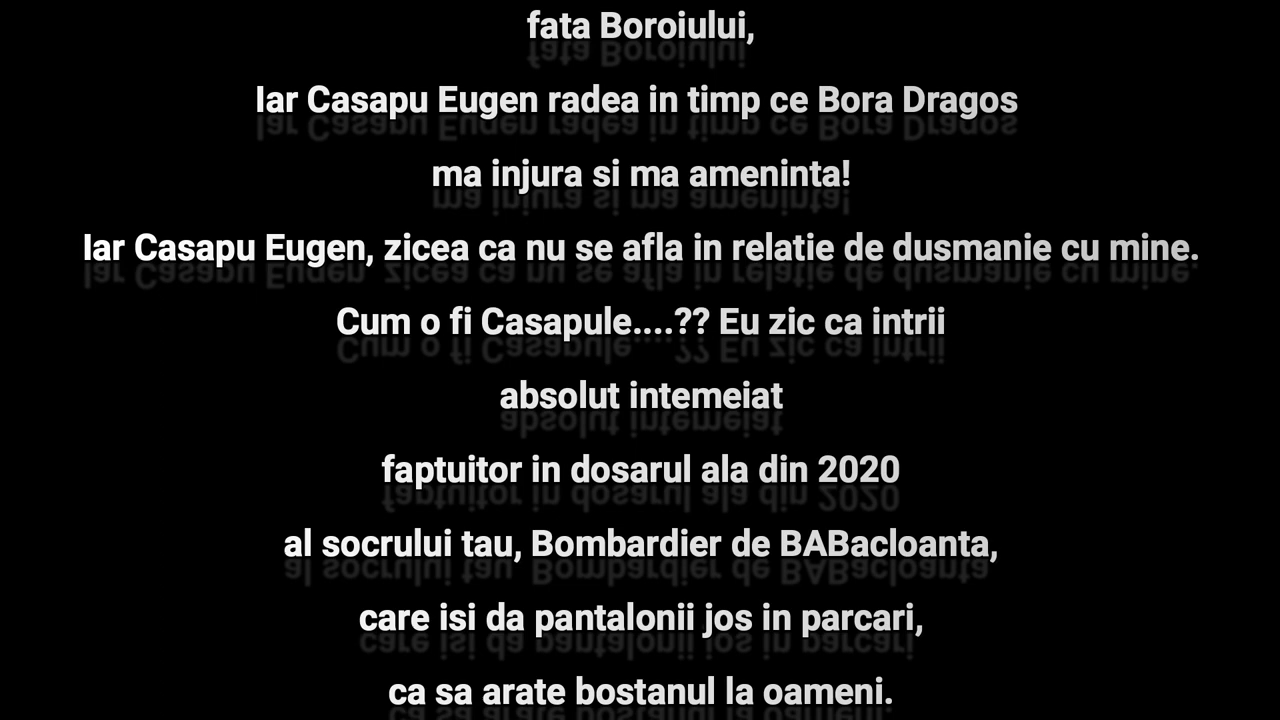 fata Boroiului,
Iar Casapu Eugen radea in timp ce Bora Dragos
ma injura si ma ameninta!
Iar Casapu Eugen, zicea ca nu se afla in relatie de dusmanie cu mine.
Cum o fi Casapule....?? Eu zic ca intrii
absolut intemeiat
faptuitor in dosarul ala din 2020
al socrului tau, Bombardier de BABacloanta,
care isi da pantalonii jos in parcari,
ca sa arate bostanul la oameni.